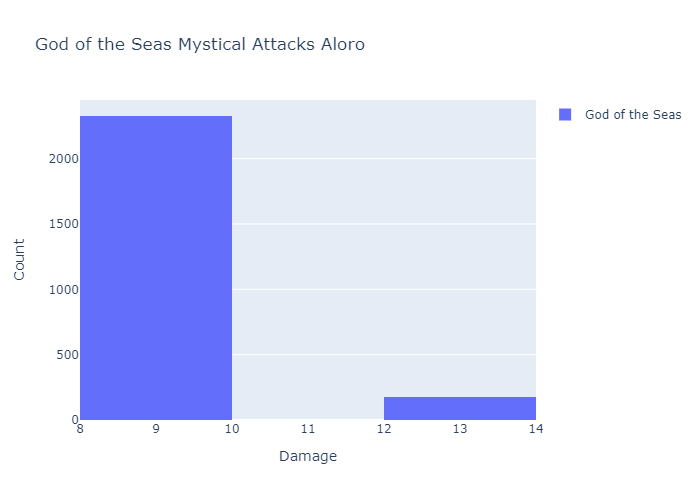 God of the Seas Mystical Attacks Aloro
God of the Seas
2000
1500
1000
500
0
Count
8 9 10 11 12 13 14
Damage